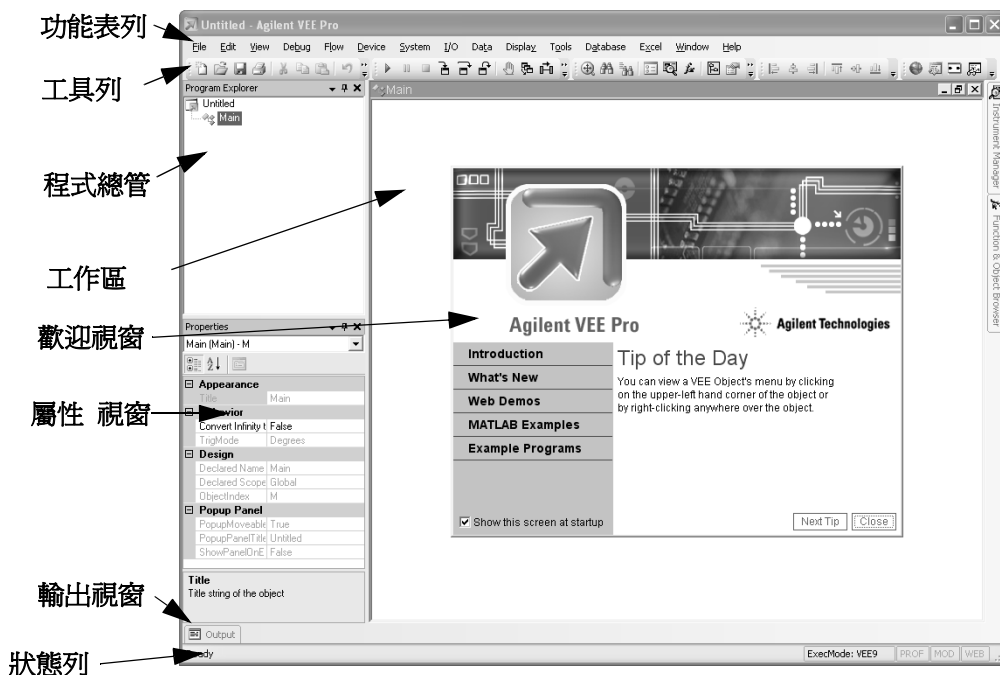 功能表列
工具列
程式總管
工作區
歡迎視窗
屬性 視窗
輸出視窗
狀態列
Untitled - Agilent VEE Pro
File Edit View Debug Flow Device System I/O Data Display Tools Database Excel Window Help
Program Explorer
Untitled
Main
Main
Instrument Manager
Function & Object Browser
Agilent VEE Pro
Agilent Technologies
Introduction
What's New
Web Demos
MATLAB Examples
Example Programs
Show this screen at startup
Tip of the Day
You can view a VEE Object's menu by clicking
on the upper-left hand corner of the object or
by right-clicking anywhere over the object.
Next Tip Close
Properties
Main (Main) - M
Appearance
Title Main
vior
Convert Infinity t False
TrigMode Degrees
Design
Declared Name Main
Declared Scope Global
ObjectIndex M
Popup Panel
PopupMoveable True
PopupPanelTitle Untitled
ShowPanelOnE False
Title
Title string of the object
Output
dy
ExecMode: VEE9 PROF MOD WEB